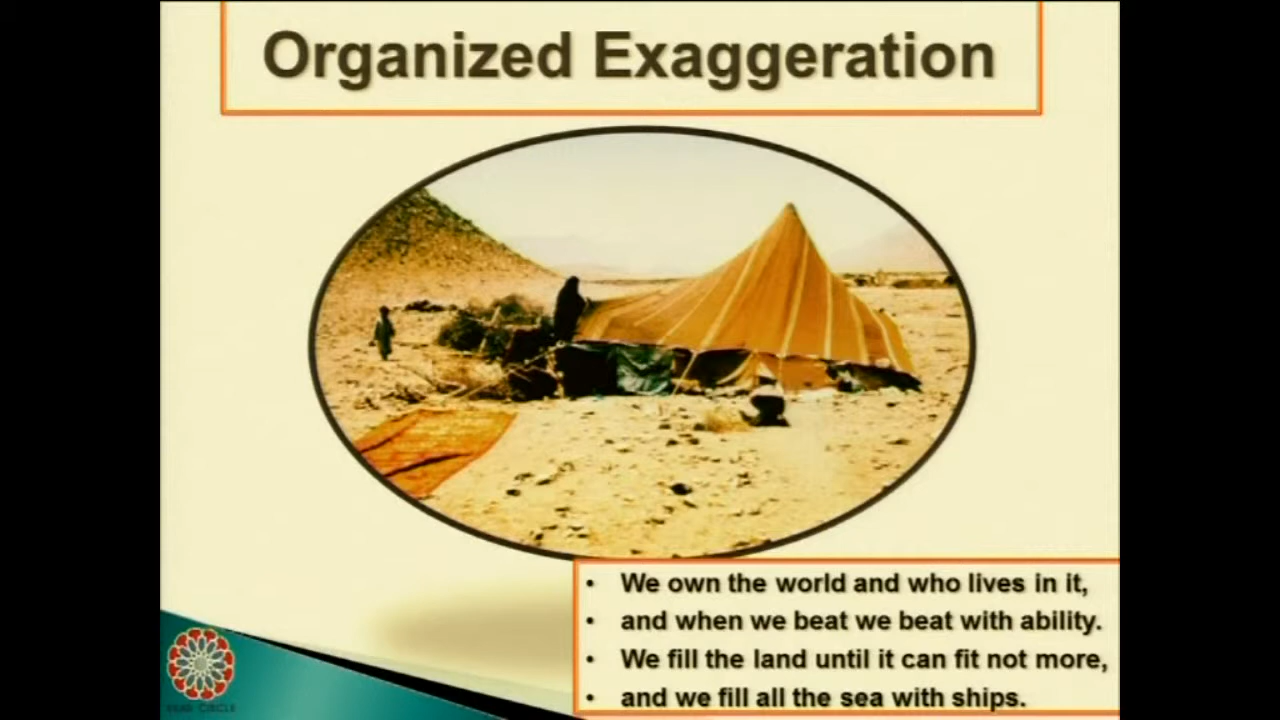 Organized Exaggeration
• We own the world and who lives in it,
• and when we beat we beat with ability.
• We fill the land until it can fit not more,
• and we fill all the sea with ships.